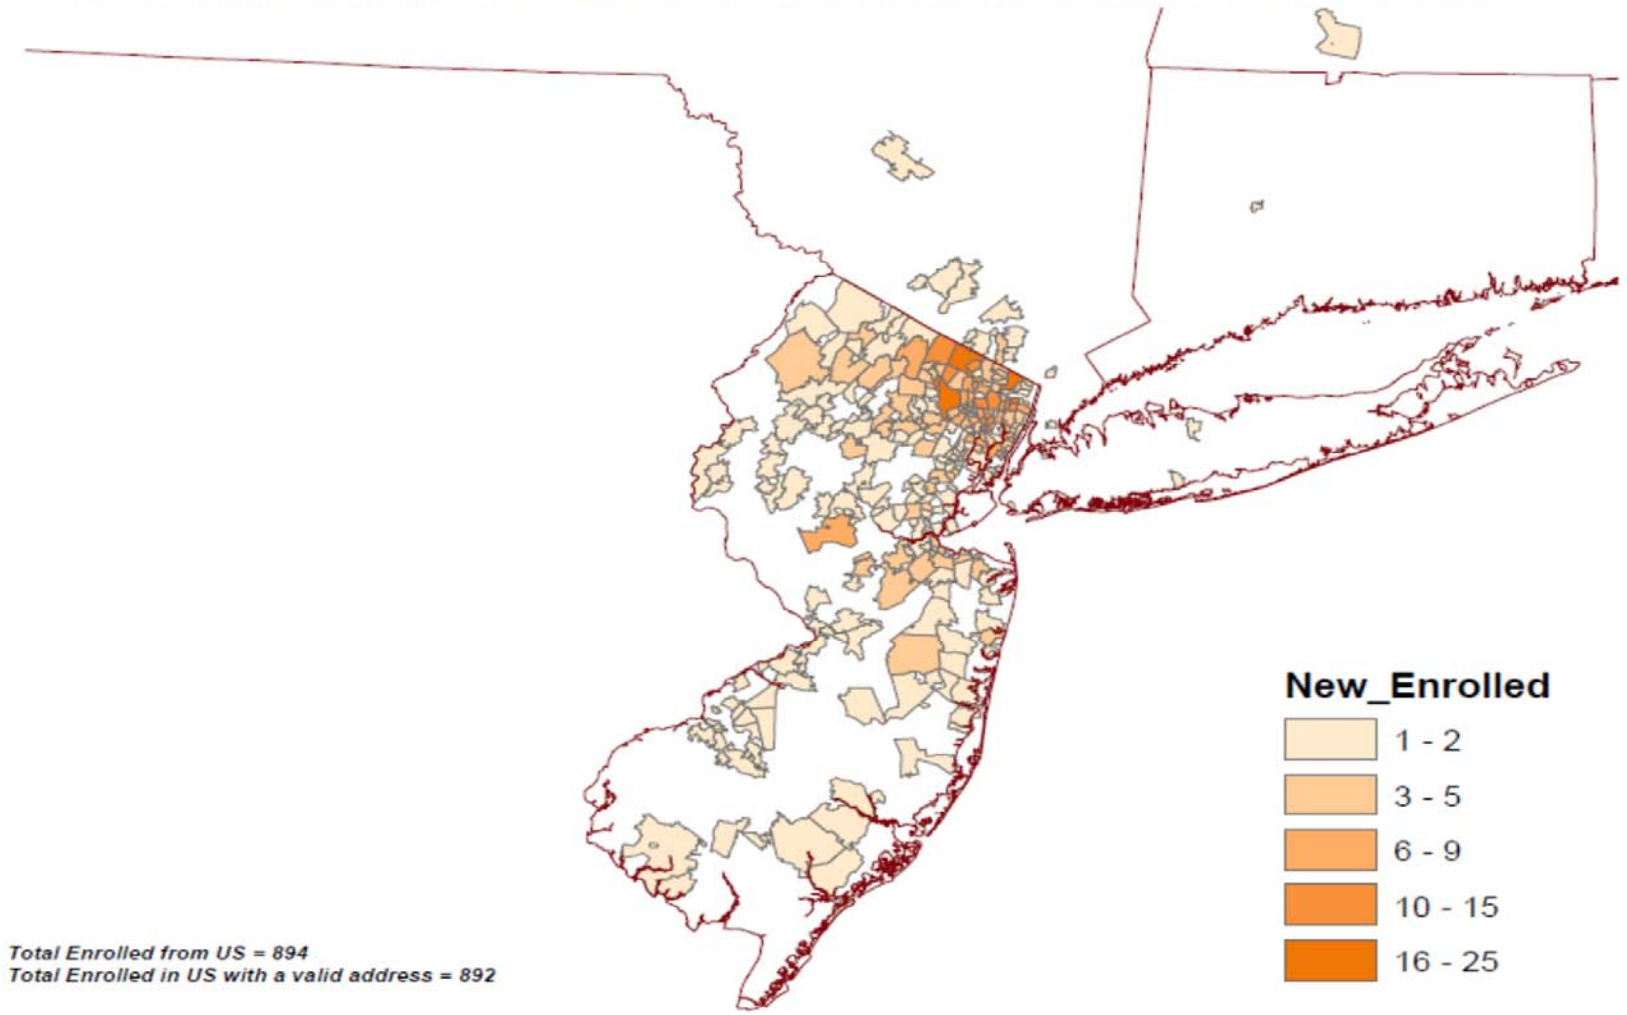 New_Enrolled
1 - 2
3 - 5
6 - 9
10 - 15
16 - 25
Total Enrolled from US = 894
Total Enrolled in US with a valid address = 892